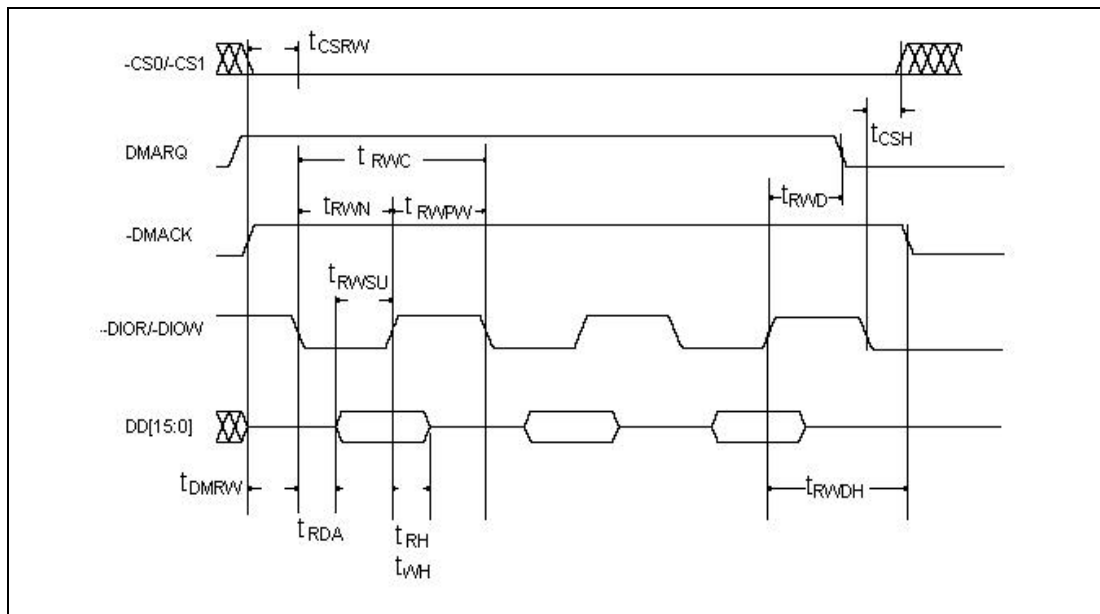 tCSRW
-CS0/-CS1
tCSH
DMARQ
tRWC
tRWD
tRWN
tRWPW
-DMACK
tRWSU
-DIOR/-DIOW
DD[15:0]
tDMRW
tRWDH
tRDA
tRH
tWH